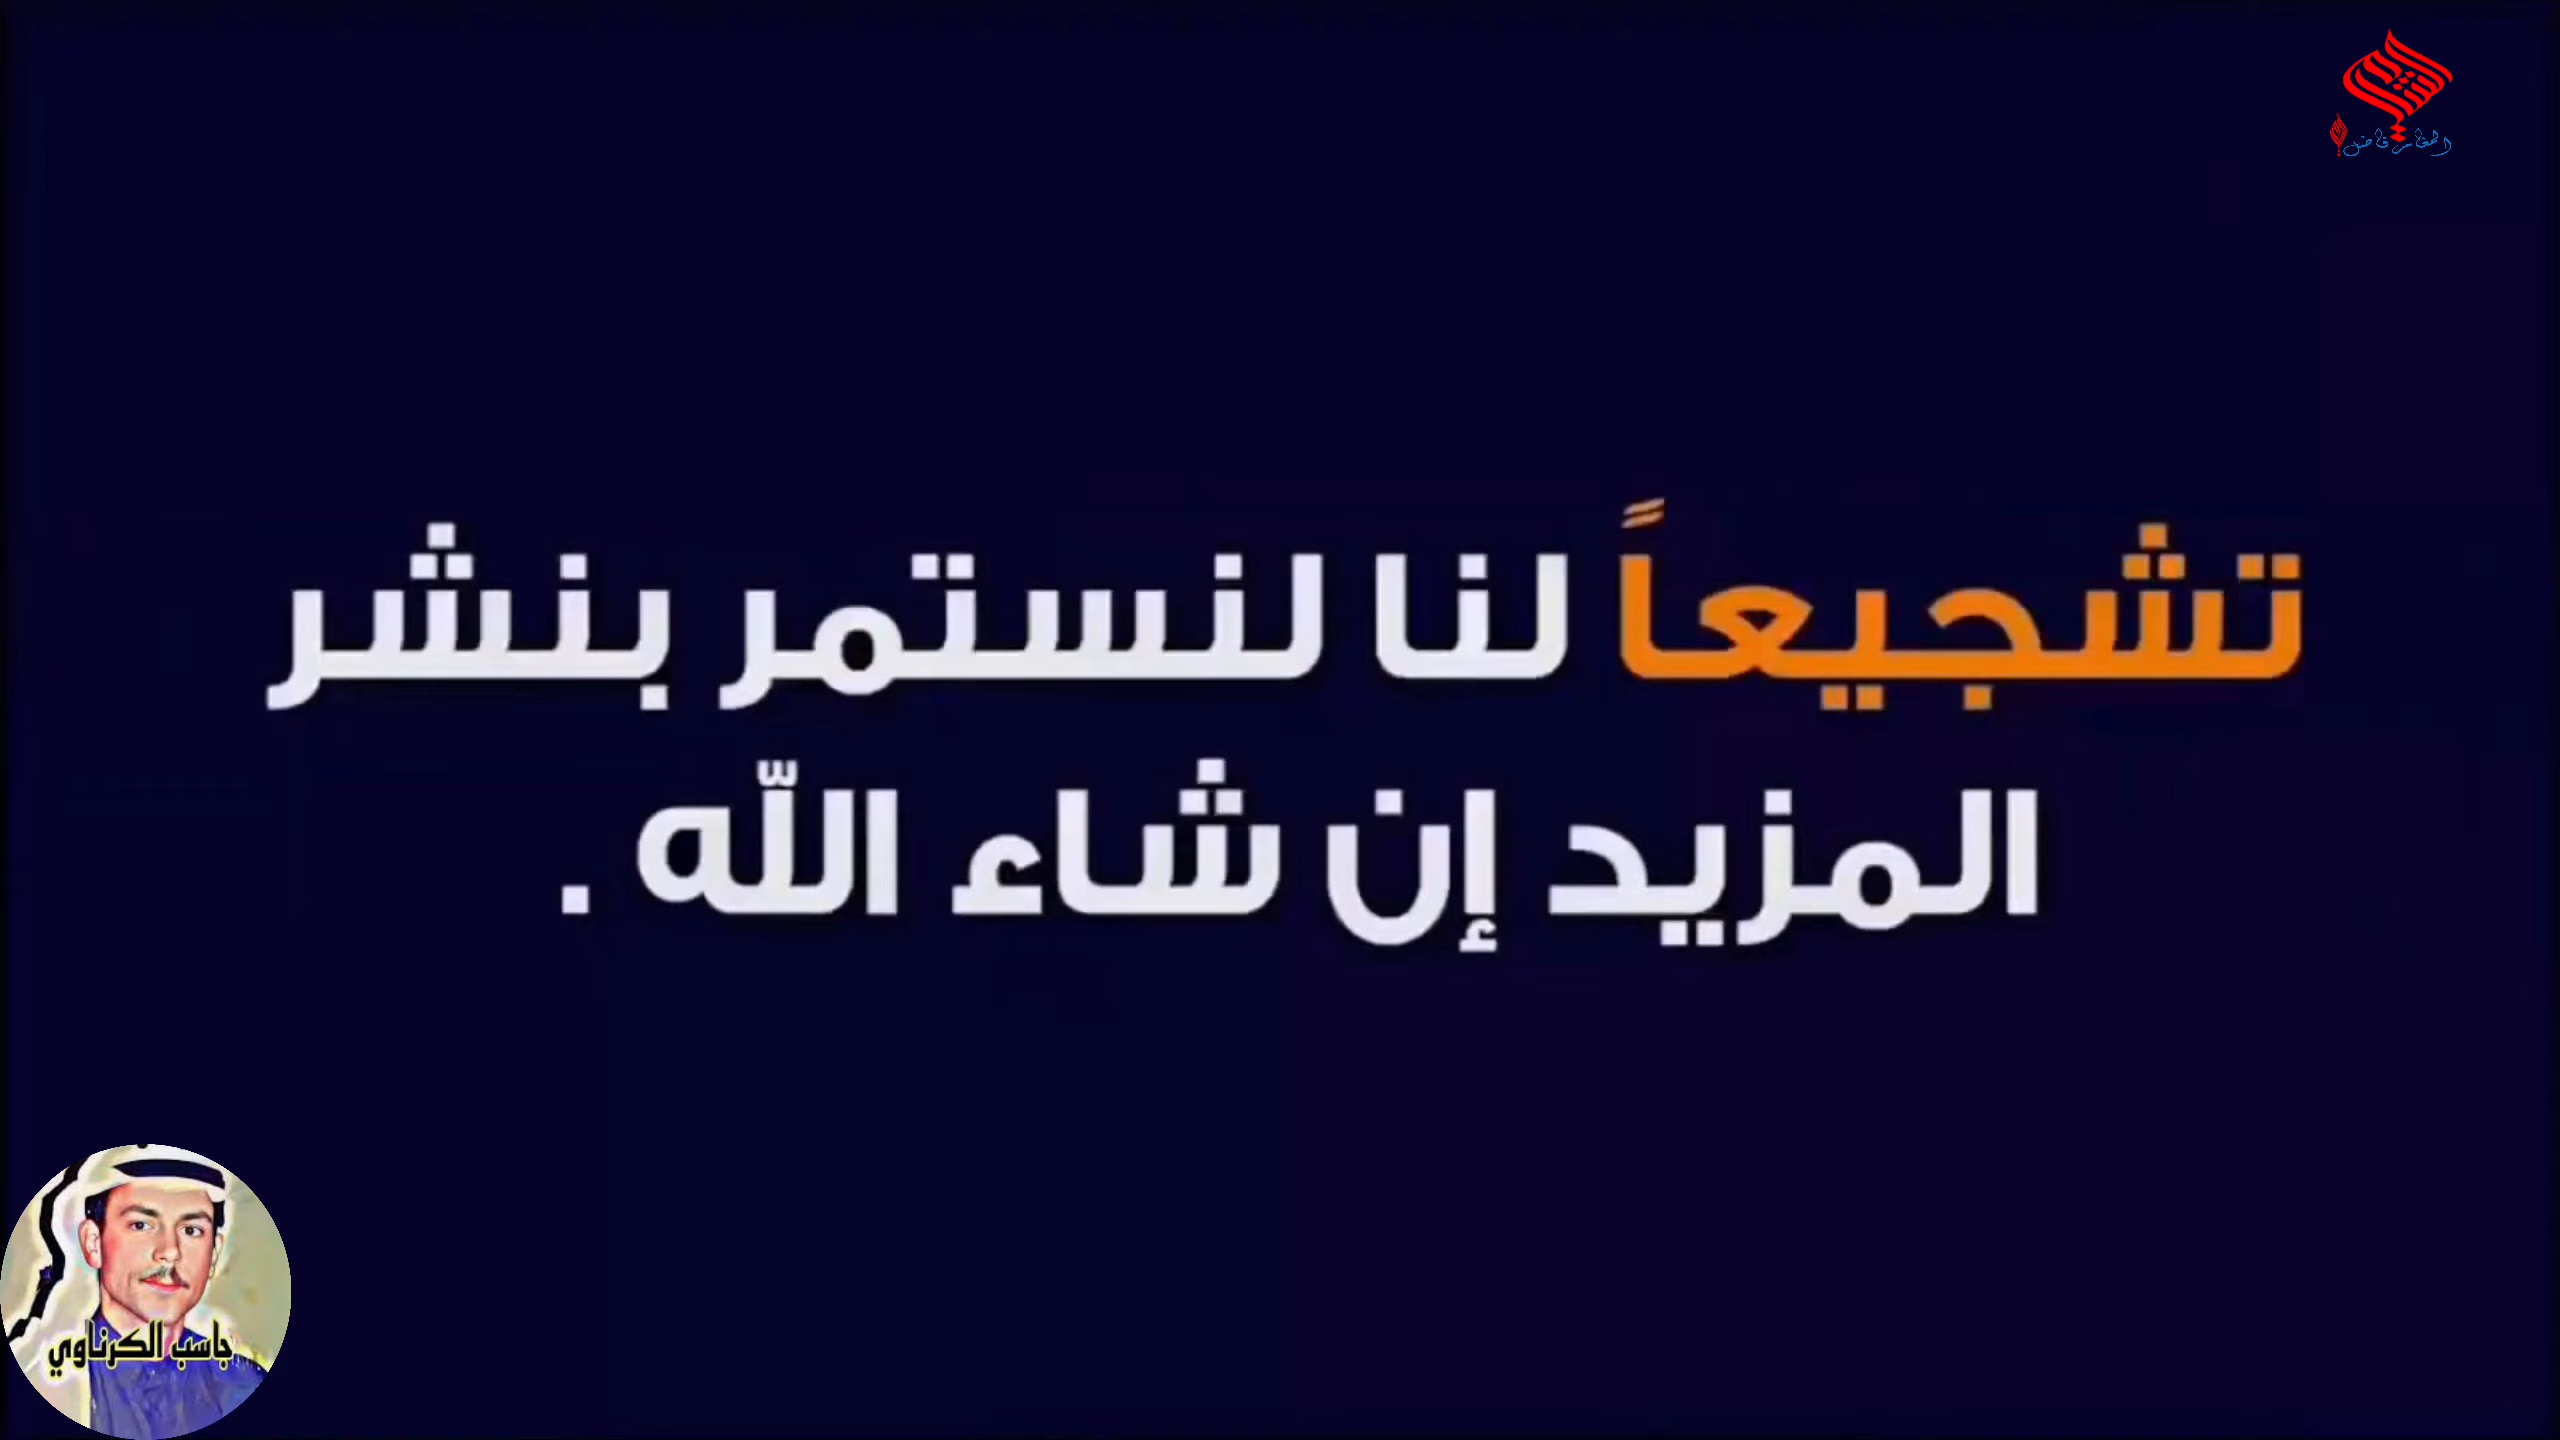 تشجيعاً لنا لنستمر بنشر
المزيد إن شاء اللّه .
جاسب الكرناوي